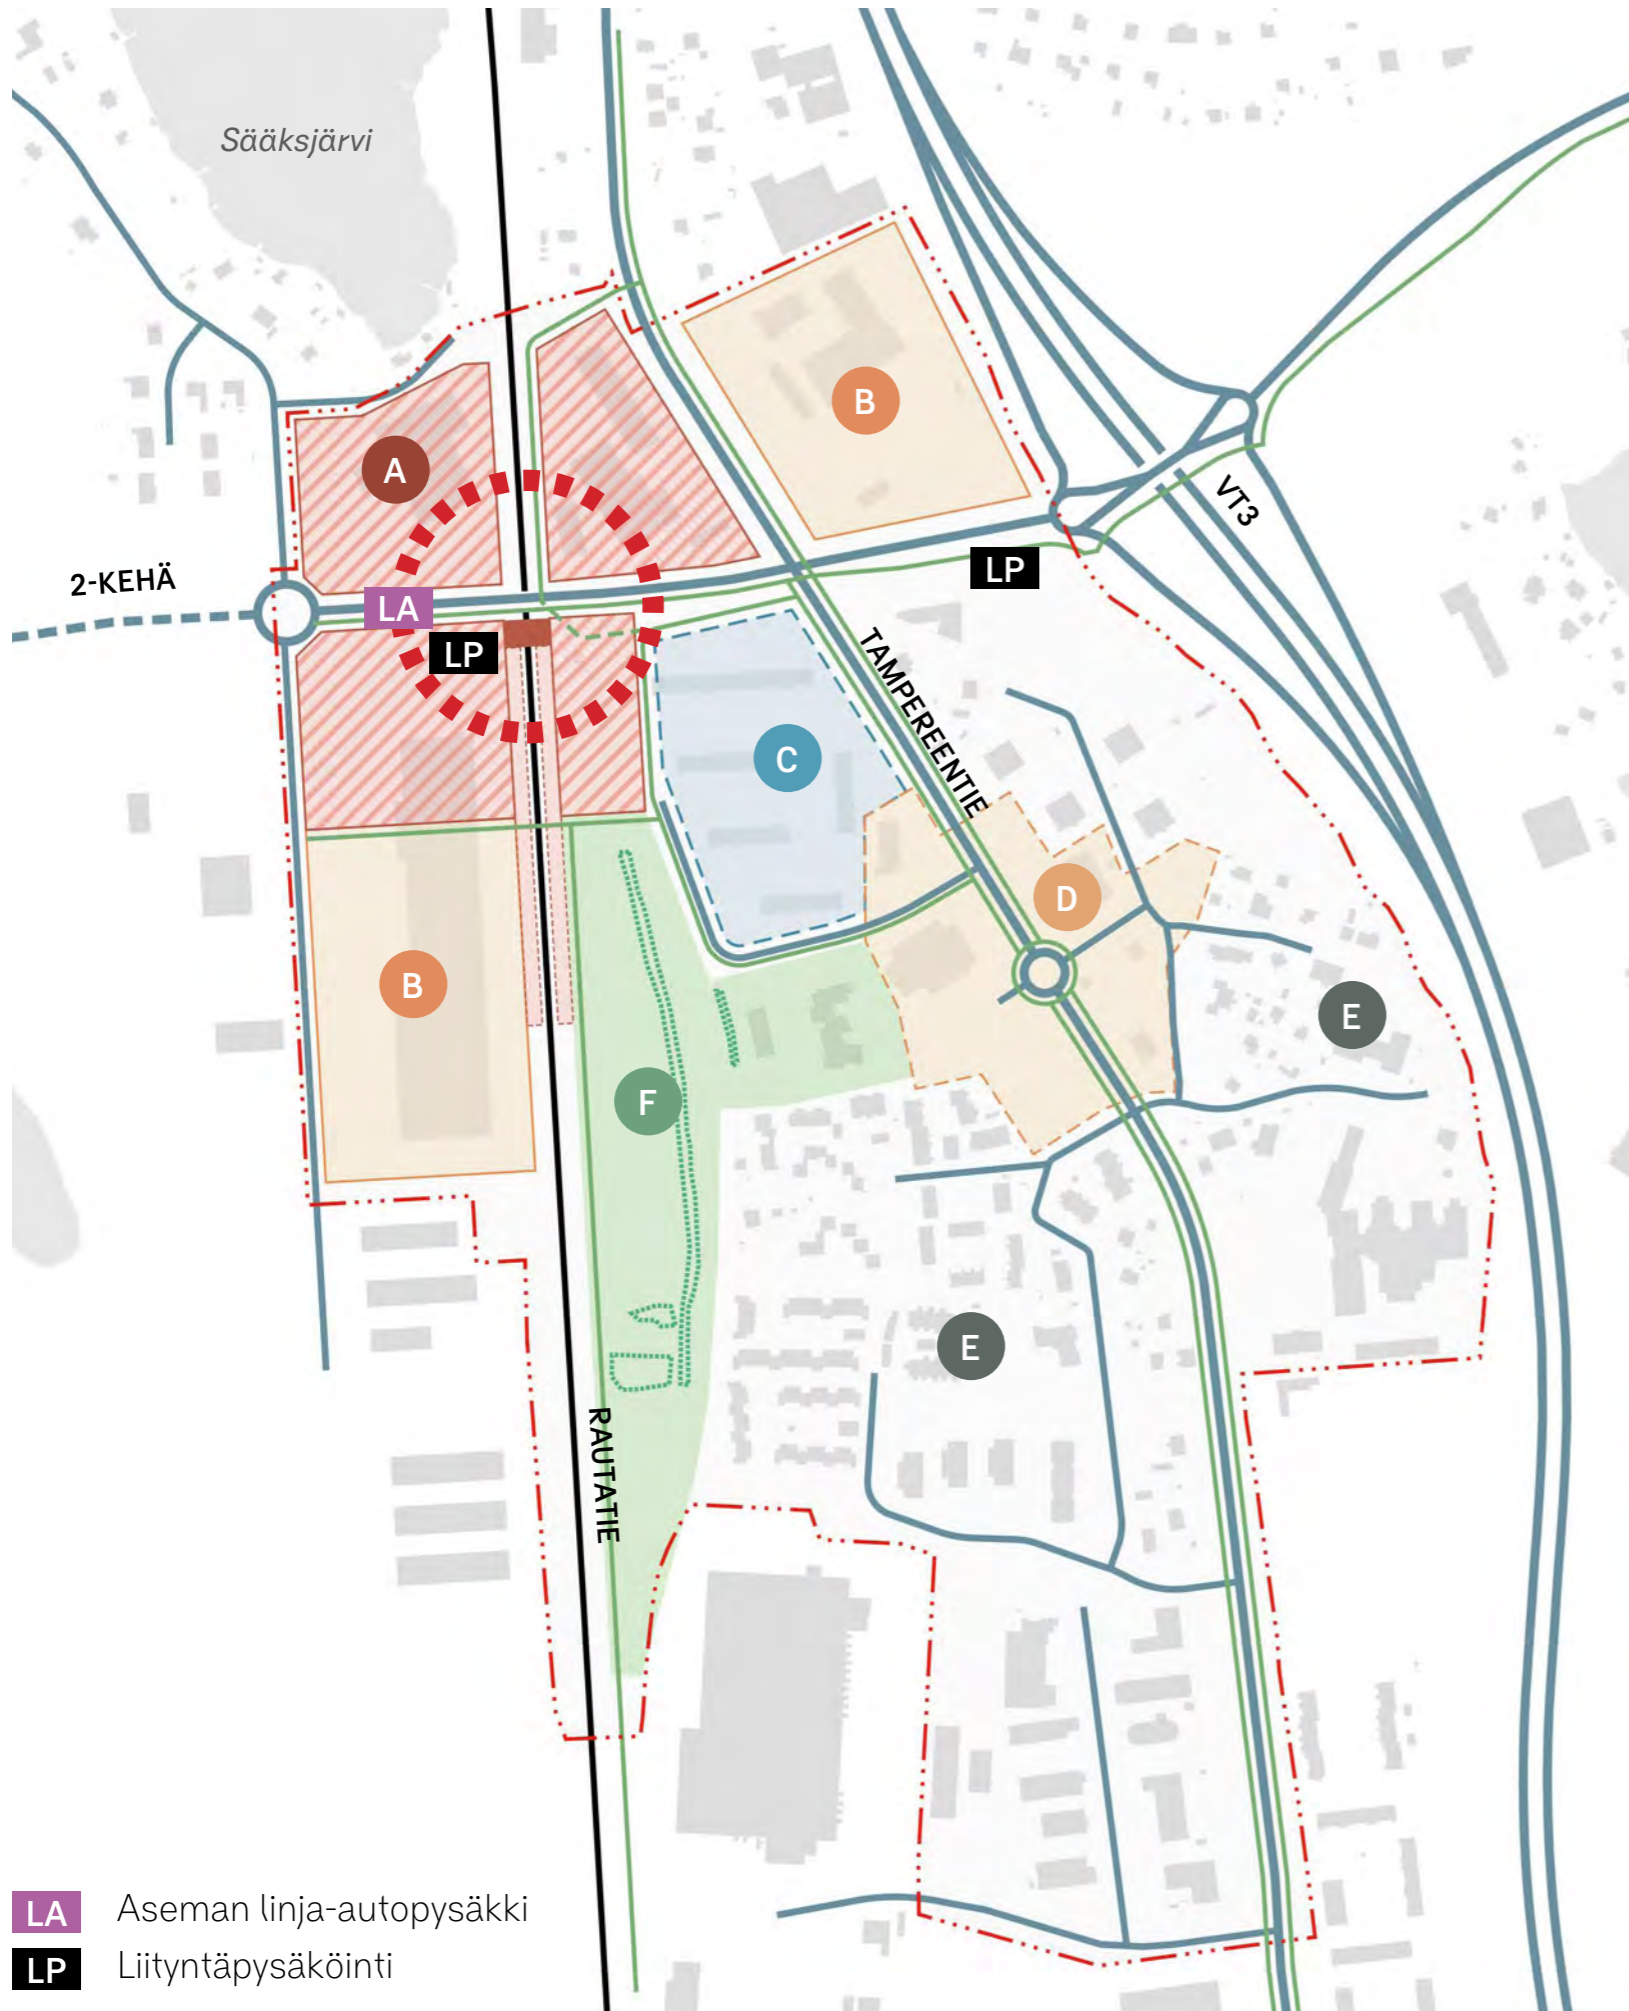 Sääksjärvi
B
A
VT3
2-KEHÄ
LP
LA
LP
TAMPEREENTIE
C
D
B
E
F
E
RAUTATIE
LA Aseman linja-autopysäkki
LP Liityntäpysäköinti